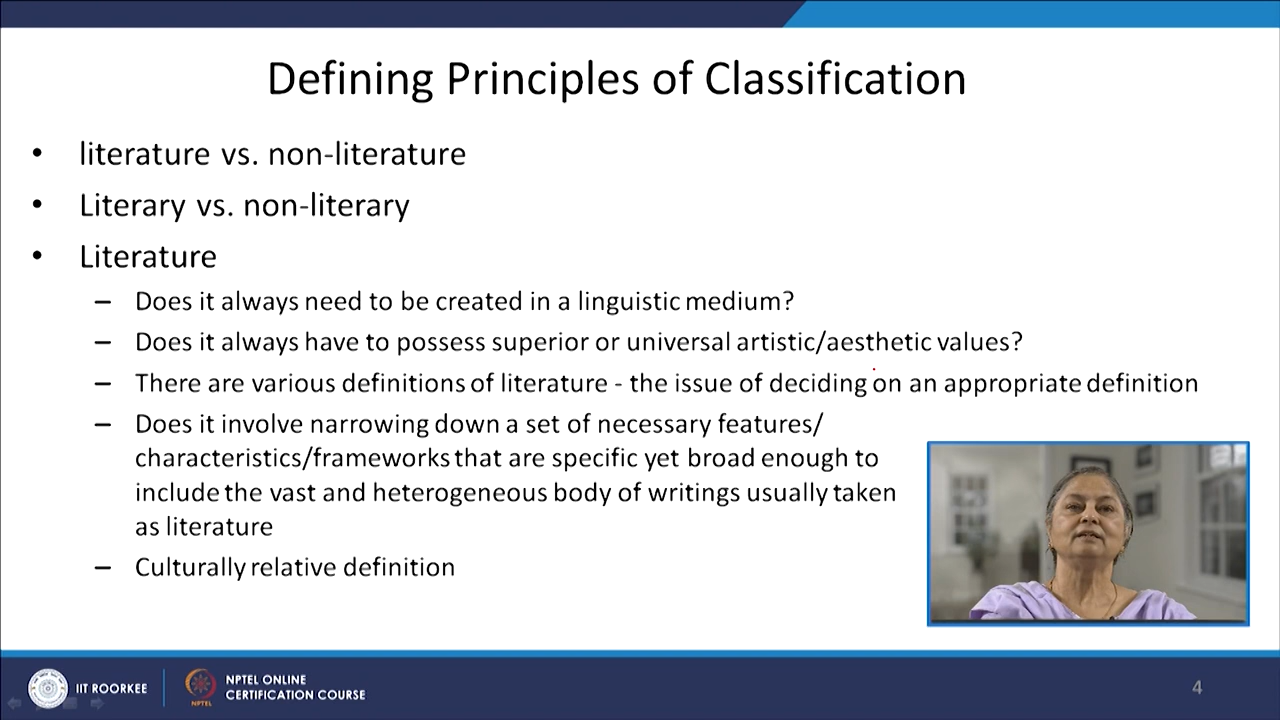 Defining Principles of Classification
• literature vs. non-literature
• Literary vs. non-literary
• Literature
– Does it always need to be created in a linguistic medium?
– Does it always have to possess superior or universal artistic/aesthetic values?
– There are various definitions of literature - the issue of deciding on an appropriate definition
– Does it involve narrowing down a set of necessary features/
characteristics/frameworks that are specific yet broad enough to
include the vast and heterogeneous body of writings usually taken
as literature
– Culturally relative definition
IIT ROORKEE
NPTEL
NPTEL ONLINE
CERTIFICATION COURSE
4